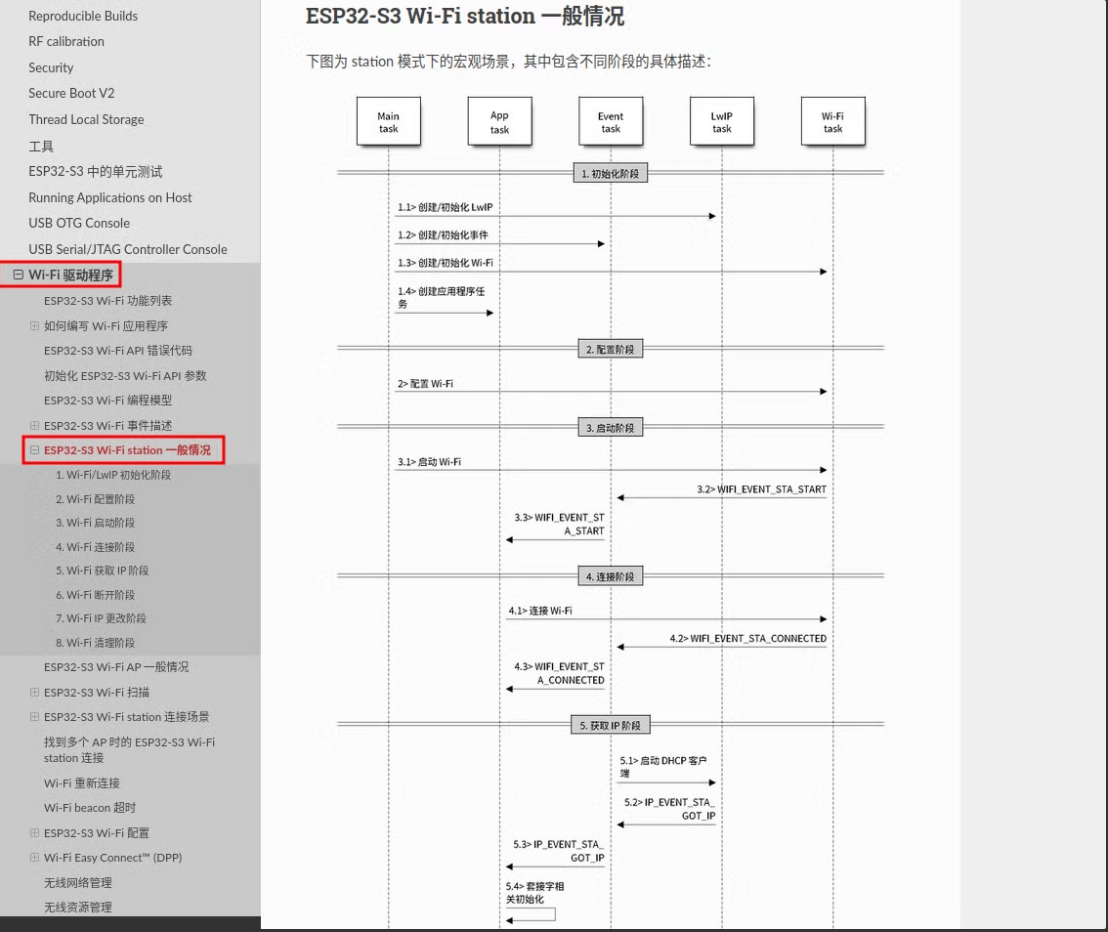 Reproducible Builds
RF calibration
Security
Secure Boot V2
Thread Local Storage
工具
ESP32-S3 中的单元测试
Running Applications on Host
USB OTG Console
USB Serial/JTAG Controller Console
Wi-Fi 驱动程序
ESP32-S3 Wi-Fi 功能列表
如何编写 Wi-Fi 应用程序
ESP32-S3 Wi-Fi API 错误代码
初始化 ESP32-S3 Wi-Fi API 参数
ESP32-S3 Wi-Fi 编程模型
ESP32-S3 Wi-Fi 事件描述
ESP32-S3 Wi-Fi station 一般情况
1. Wi-Fi/LwIP 初始化阶段
2. Wi-Fi 配置阶段
3. Wi-Fi 启动阶段
4. Wi-Fi 连接阶段
5. Wi-Fi 获取 IP 阶段
6. Wi-Fi 断开阶段
7. Wi-Fi IP 更改阶段
8. Wi-Fi 清理阶段
ESP32-S3 Wi-Fi AP 一般情况
ESP32-S3 Wi-Fi 扫描
ESP32-S3 Wi-Fi station 连接场景
找到多个 AP 时的 ESP32-S3 Wi-Fi
station 连接
Wi-Fi 重新连接
Wi-Fi beacon 超时
ESP32-S3 Wi-Fi 配置
Wi-Fi Easy Connect™ (DPP)
无线网络管理
无线资源管理
ESP32-S3 Wi-Fi station 一般情况
下图为 station 模式下的宏观场景，其中包含不同阶段的具体描述：
Main
task
App
task
Event
task
LwIP
task
Wi-Fi
task
1. 初始化阶段
1.1> 创建/初始化 LwIP
1.2> 创建/初始化事件
1.3> 创建/初始化 Wi-Fi
1.4> 创建应用程序任
务
2. 配置阶段
2> 配置 Wi-Fi
3. 启动阶段
3.1> 启动 Wi-Fi
3.2> WIFI_EVENT_STA_START
3.3> WIFI_EVENT_ST
A_START
4. 连接阶段
4.1> 连接 Wi-Fi
4.2> WIFI_EVENT_STA_CONNECTED
4.3> WIFI_EVENT_ST
A_CONNECTED
5. 获取 IP 阶段
5.1> 启动 DHCP 客户
端
5.2> IP_EVENT_STA_
GOT_IP
5.3> IP_EVENT_STA_
GOT_IP
5.4> 套接字相
关初始化